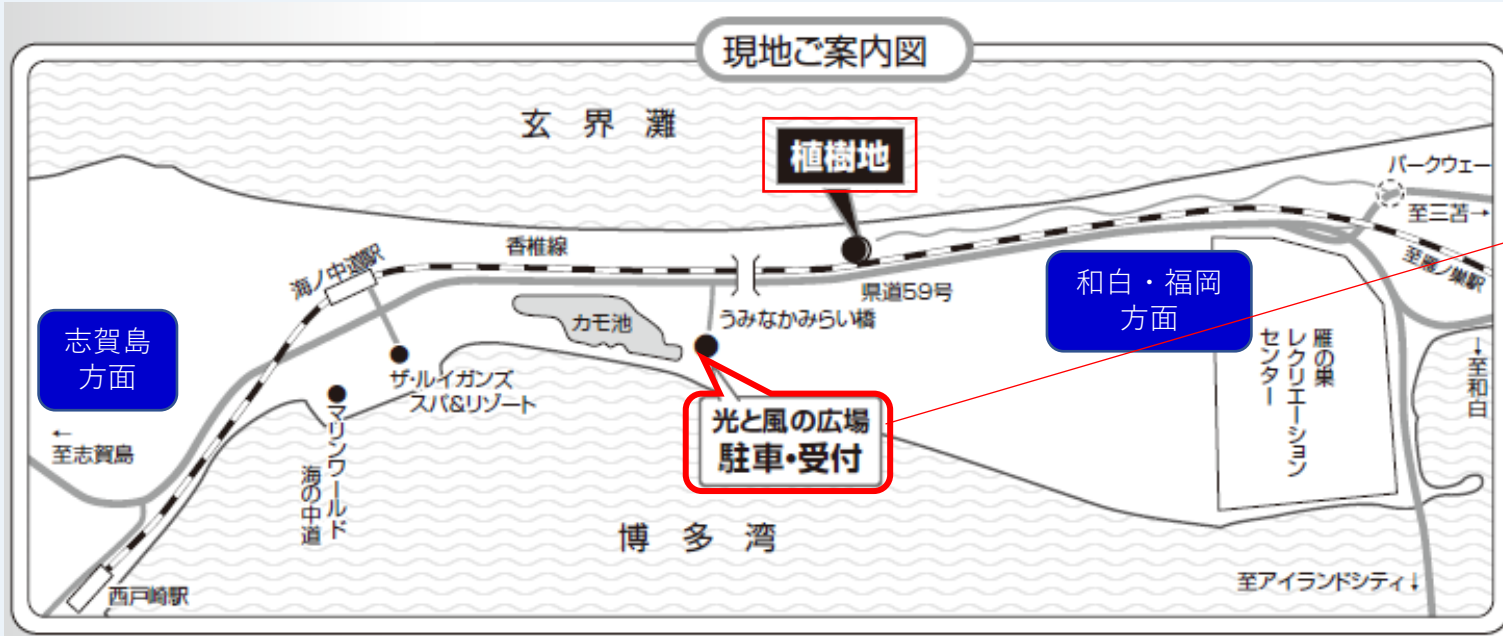 現地ご案内図
玄界灘
植樹地
パークウェー
至三苫→
香椎線
海ノ中道駅
至雁ノ巣駅
県道59号
和白・福岡
方面
カモ池
うみなかみらい橋
志賀島
方面
雁の巣
レクリエーション
センター
↓至和白
ザ・ルイガンズ
スパ&リゾート
光と風の広場
駐車・受付
←
至志賀島
マリンワールド
海の中道
博多湾
至アイランドシティ↓
西戸崎駅